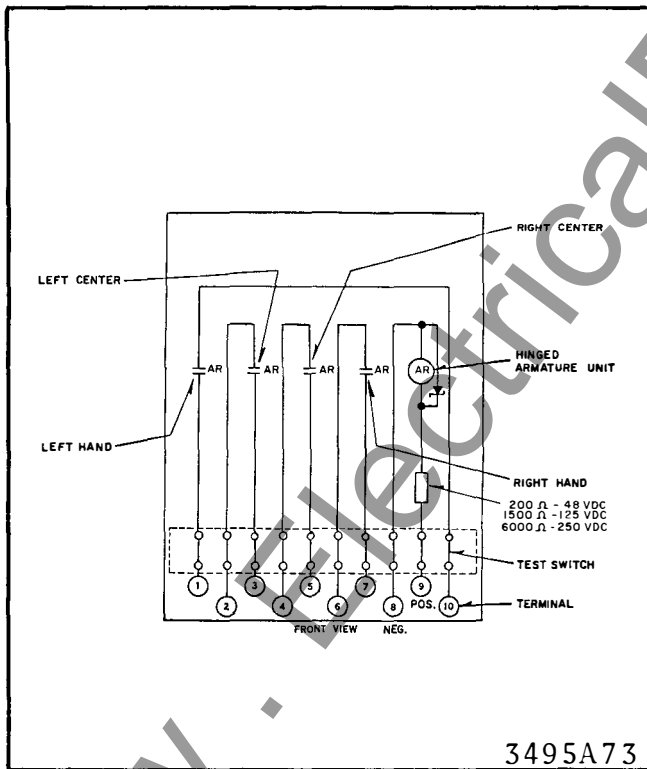 RIGHT CENTER
LEFT CENTER
AR
AR
AR
AR
AR
HINGED
ARMATURE UNIT
LEFT HAND
RIGHT HAND
200 Ω - 48 VDC
1500 Ω -125 VDC
6000 Ω -250 VDC
TEST SWITCH
1
3
5
7
9
2
4
6
8
POS.
10
TERMINAL
FRONT VIEW
NEG.
3495A73
y . Electrical